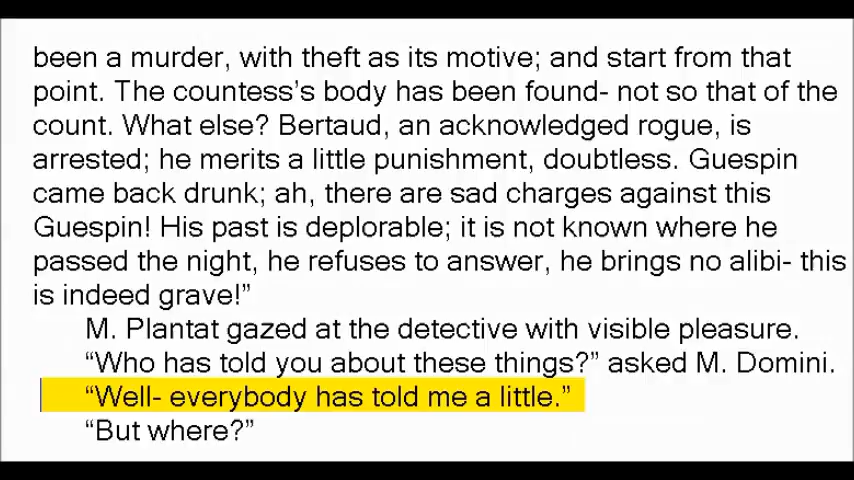 been a murder, with theft as its motive; and start from that
point. The countess's body has been found- not so that of the
count. What else? Bertaud, an acknowledged rogue, is
arrested; he merits a little punishment, doubtless. Guespin
came back drunk; ah, there are sad charges against this
Guespin! His past is deplorable; it is not known where he
passed the night, he refuses to answer, he brings no alibi- this
is indeed grave!”
M. Plantat gazed at the detective with visible pleasure.
“Who has told you about these things?” asked M. Domini.
“Well- everybody has told me a little.”
“But where?”